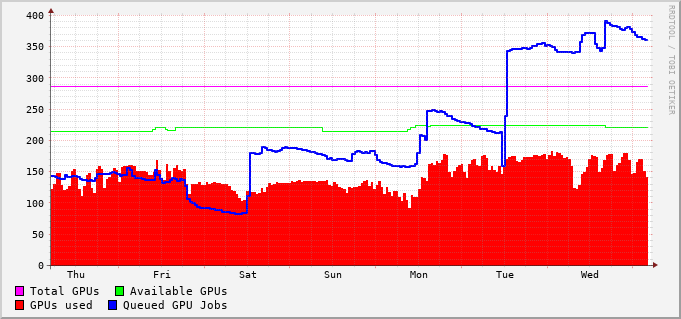 400
350
300
250
200
150
100
50
0
Thu Fri Sat Sun Mon Tue Wed
Total GPUs Available GPUs
GPUs used Queued GPU Jobs
RRDTOOL / TOBI OETIKER